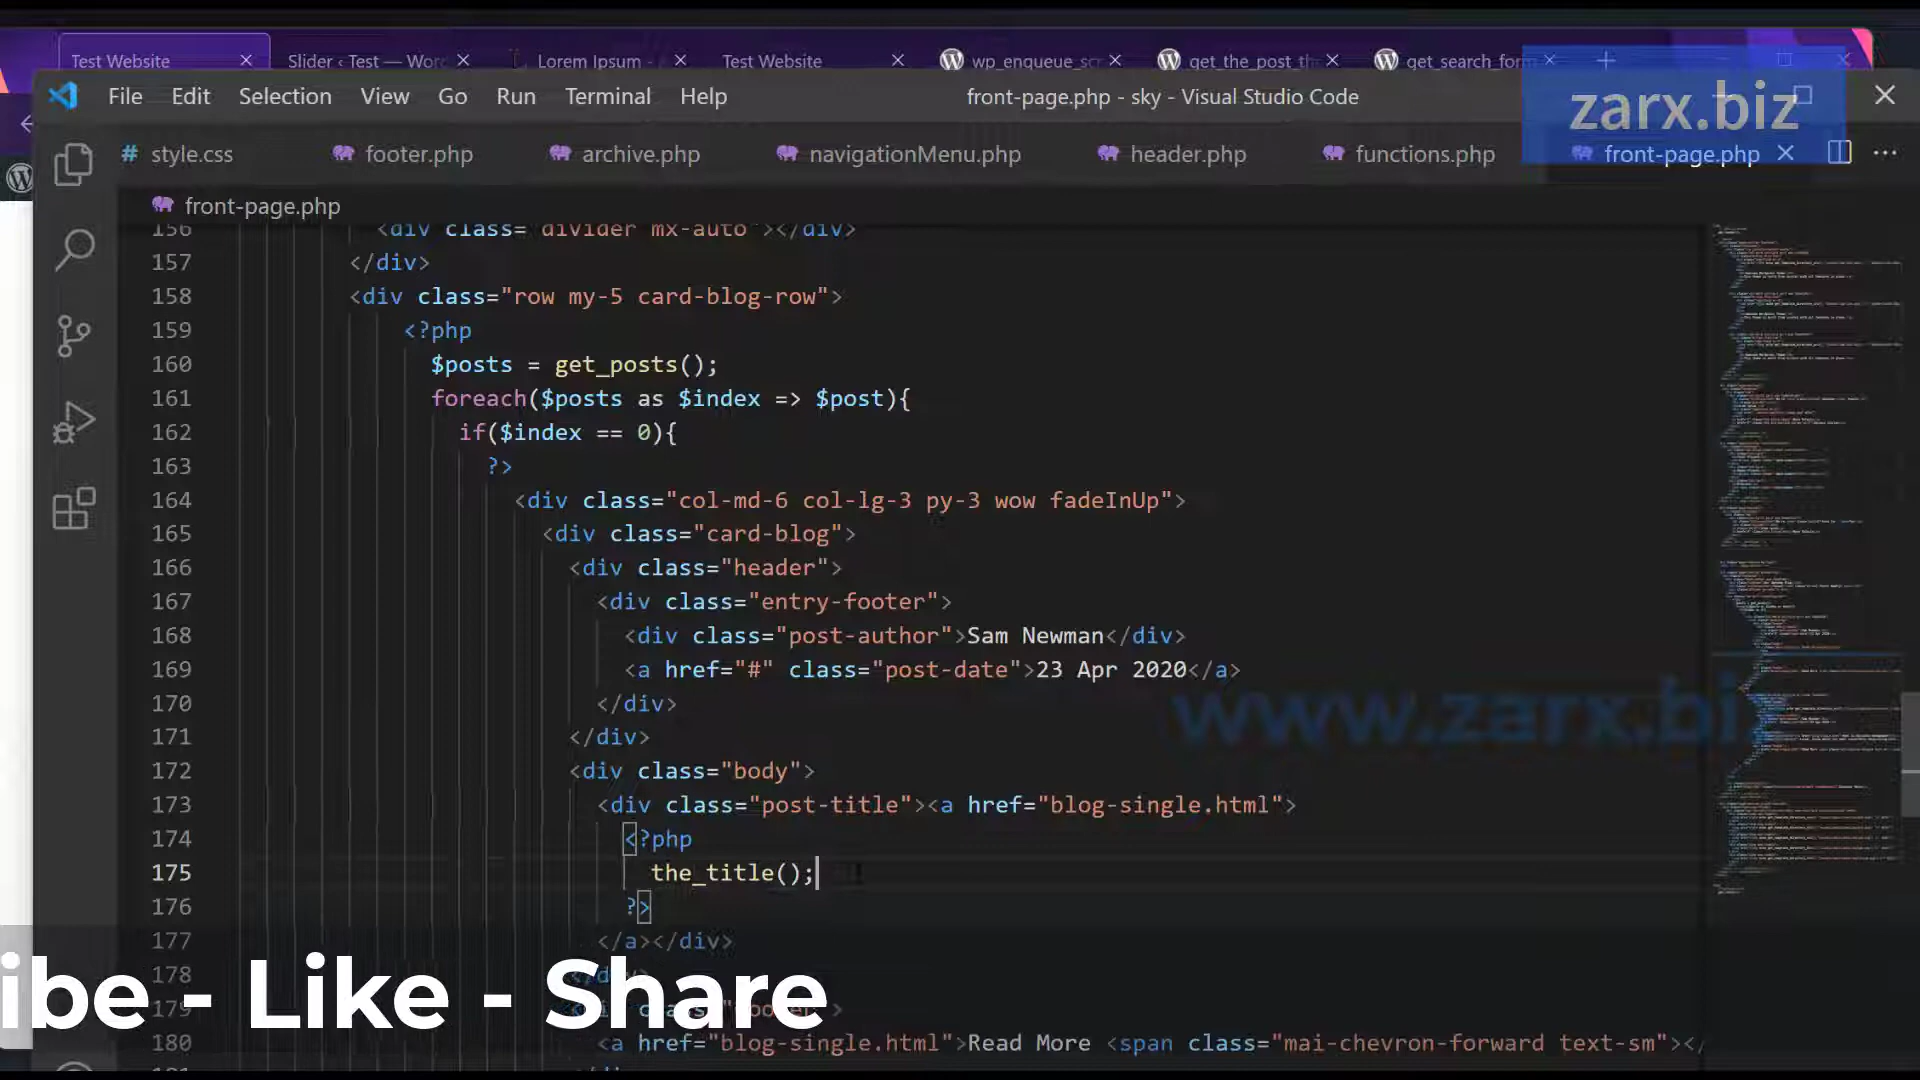 Test Website
Slider ‹ Test — Wor
Lorem Ipsum -
Test Website
wp_enqueue_scr
get_the_post_th
get_search_form
File Edit Selection View Go Run Terminal Help
front-page.php - sky - Visual Studio Code
zarx.biz
# style.css
footer.php
archive.php
navigationMenu.php
header.php
functions.php
front-page.php
front-page.php
156 <div class="divider mx-auto"></div>
157 </div>
158 <div class="row my-5 card-blog-row">
159 <?php
160 $posts = get_posts();
161 foreach($posts as $index => $post){
162 if($index == 0){
163 ?>
164 <div class="col-md-6 col-lg-3 py-3 wow fadeInUp">
165 <div class="card-blog">
166 <div class="header">
167 <div class="entry-footer">
168 <div class="post-author">Sam Newman</div>
169 <a href="#" class="post-date">23 Apr 2020</a>
170 </div>
171 </div>
172 <div class="body">
173 <div class="post-title"><a href="blog-single.html">
174 <?php
175 the_title();
176 ?>
177 </a></div>
178
179
180 <a href="blog-single.html">Read More <span class="mai-chevron-forward text-sm"></
www.zarx.biz
ibe - Like - Share